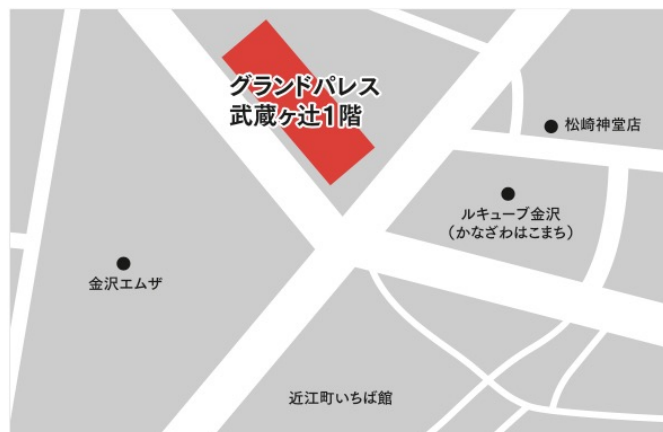 グランドパレス
武蔵ヶ辻1階
松崎神堂店
ルキューブ金沢
（かなざわはこまち）
金沢エムザ
近江町いちば館